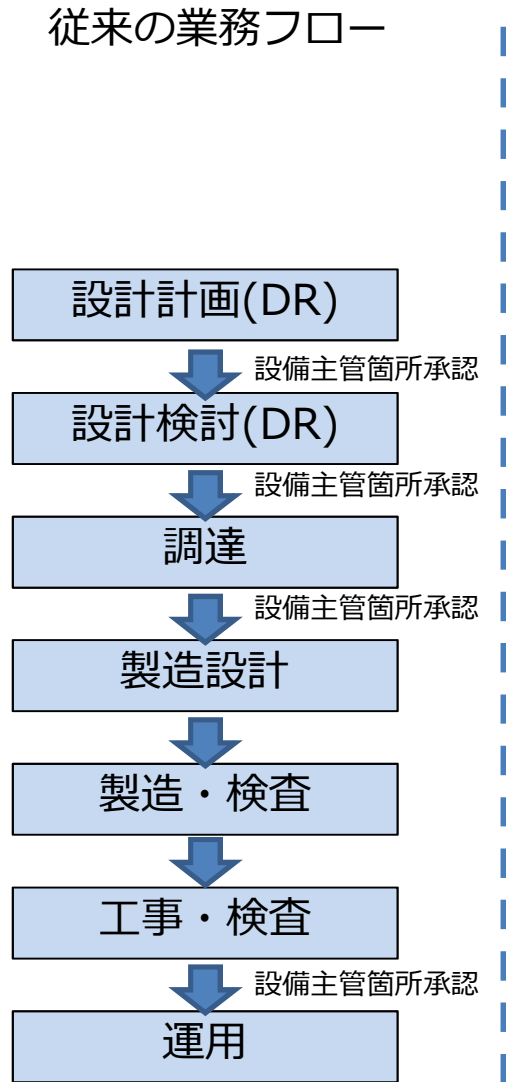 従来の業務フロー
設計計画(DR)
設備主管箇所承認
設計検討(DR)
設備主管箇所承認
調達
設備主管箇所承認
製造設計
製造・検査
工事・検査
設備主管箇所承認
運用